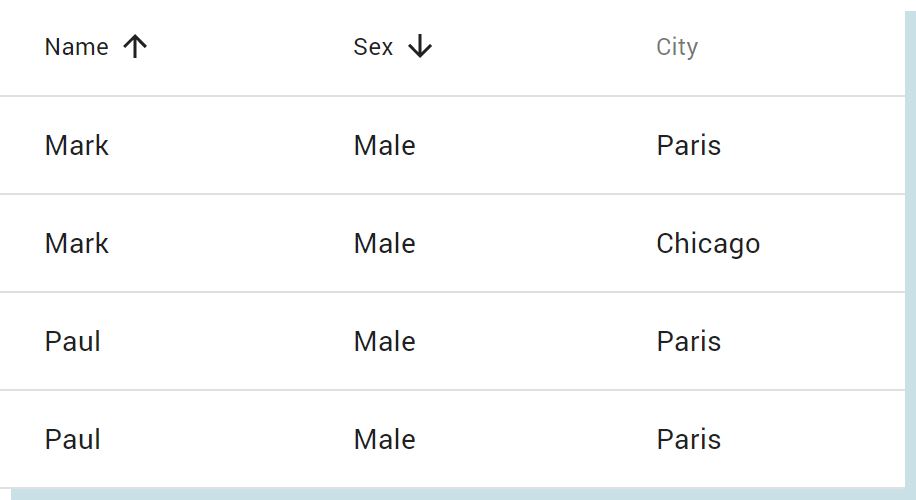 Name Sex City
Mark Male Paris
Mark Male Chicago
Paul Male Paris
Paul Male Paris